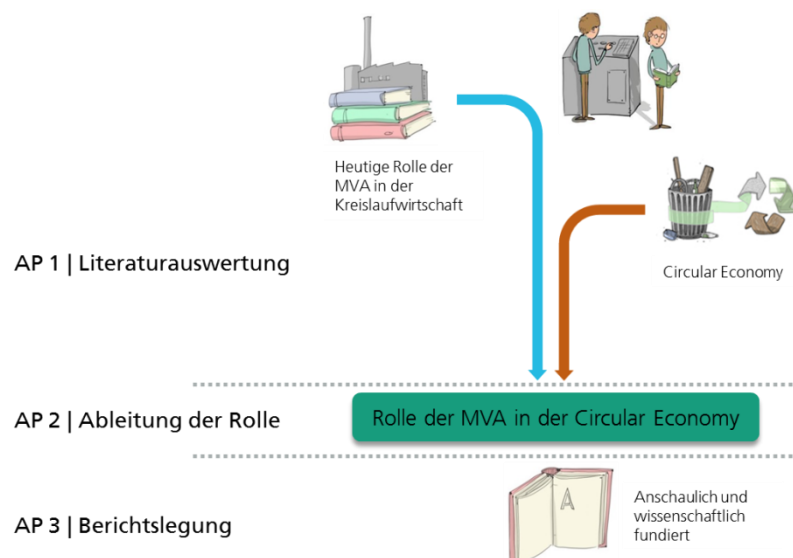 Heutige Rolle der
MVA in der
Kreislaufwirtschaft
Circular Economy
AP 1 | Literaturauswertung
AP 2 | Ableitung der Rolle
Rolle der MVA in der Circular Economy
AP 3 | Berichtslegung
A
Anschaulich und
wissenschaftlich
fundiert